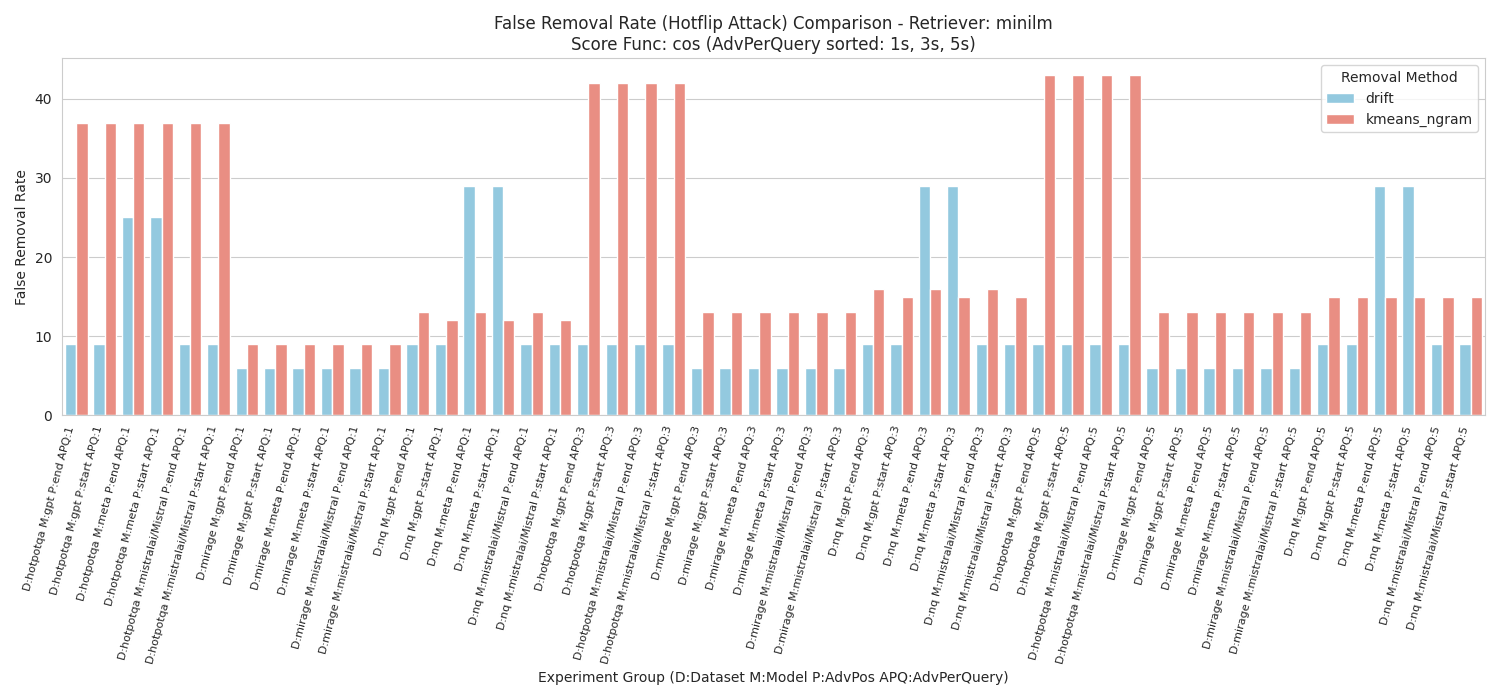 False Removal Rate (Hotflip Attack) Comparison - Retriever: minilm
Score Func: cos (AdvPerQuery sorted: 1s, 3s, 5s)
Removal Method
drift
kmeans_ngram
False Removal Rate
40
30
20
10
0
D:hotpotqa M:gpt P:end APQ:1
D:hotpotqa M:gpt P:start APQ:1
D:hotpotqa M:meta P:end APQ:1
D:hotpotqa M:meta P:start APQ:1
D:hotpotqa M:mistralai/Mistral P:end APQ:1
D:hotpotqa M:mistralai/Mistral P:start APQ:1
D:mirage M:gpt P:end APQ:1
D:mirage M:gpt P:start APQ:1
D:mirage M:meta P:end APQ:1
D:mirage M:meta P:start APQ:1
D:mirage M:mistralai/Mistral P:end APQ:1
D:mirage M:mistralai/Mistral P:start APQ:1
D:nq M:gpt P:end APQ:1
D:nq M:gpt P:start APQ:1
D:nq M:meta P:end APQ:1
D:nq M:meta P:start APQ:1
D:nq M:mistralai/Mistral P:end APQ:1
D:nq M:mistralai/Mistral P:start APQ:1
D:hotpotqa M:gpt P:end APQ:3
D:hotpotqa M:gpt P:start APQ:3
D:hotpotqa M:mistralai/Mistral P:end APQ:3
D:hotpotqa M:mistralai/Mistral P:start APQ:3
D:mirage M:gpt P:end APQ:3
D:mirage M:gpt P:start APQ:3
D:mirage M:meta P:end APQ:3
D:mirage M:meta P:start APQ:3
D:mirage M:mistralai/Mistral P:end APQ:3
D:mirage M:mistralai/Mistral P:start APQ:3
D:nq M:gpt P:end APQ:3
D:nq M:gpt P:start APQ:3
D:nq M:meta P:end APQ:3
D:nq M:meta P:start APQ:3
D:nq M:mistralai/Mistral P:end APQ:3
D:nq M:mistralai/Mistral P:start APQ:3
D:hotpotqa M:gpt P:end APQ:5
D:hotpotqa M:gpt P:start APQ:5
D:hotpotqa M:mistralai/Mistral P:end APQ:5
D:hotpotqa M:mistralai/Mistral P:start APQ:5
D:mirage M:gpt P:end APQ:5
D:mirage M:gpt P:start APQ:5
D:mirage M:meta P:end APQ:5
D:mirage M:meta P:start APQ:5
D:mirage M:mistralai/Mistral P:end APQ:5
D:mirage M:mistralai/Mistral P:start APQ:5
D:nq M:gpt P:end APQ:5
D:nq M:gpt P:start APQ:5
D:nq M:meta P:end APQ:5
D:nq M:meta P:start APQ:5
D:nq M:mistralai/Mistral P:end APQ:5
D:nq M:mistralai/Mistral P:start APQ:5
Experiment Group (D:Dataset M:Model P:AdvPos APQ:AdvPerQuery)